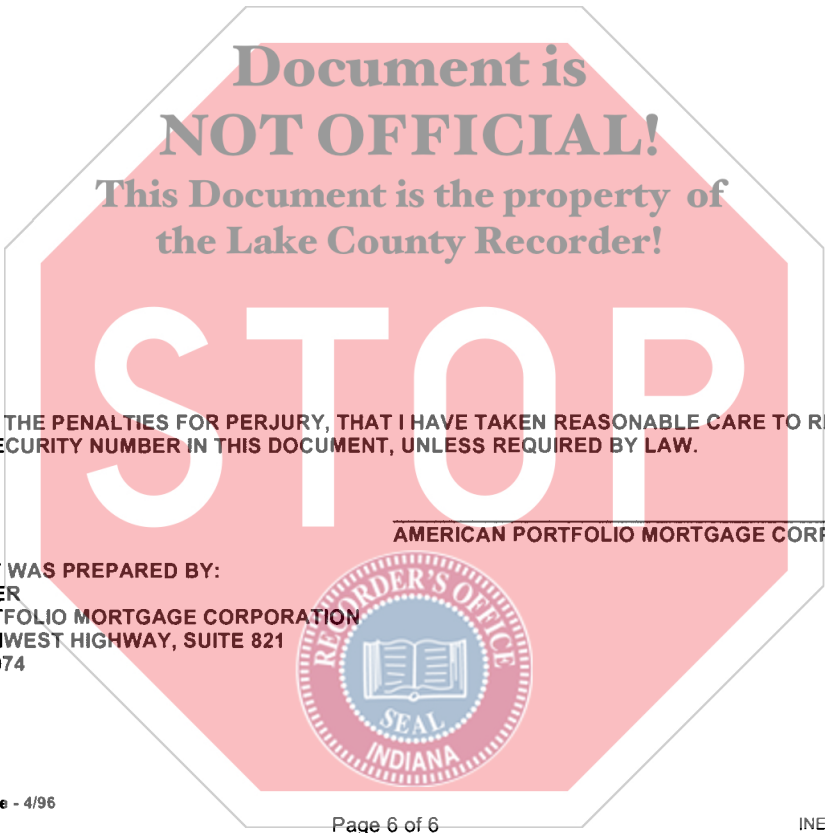 Document is
NOT OFFICIAL!
This Document is the property of
the Lake County Recorder!
STOP
THE PENALTIES FOR PERJURY, THAT I HAVE TAKEN REASONABLE CARE TO R
ECURITY NUMBER IN THIS DOCUMENT, UNLESS REQUIRED BY LAW.
AMERICAN PORTFOLIO MORTGAGE CORP
WAS PREPARED BY:
ER
TFOLIO MORTGAGE CORPORATION
WEST HIGHWAY, SUITE 821
074
RECORDER'S OFFICE
SEAL
INDIANA
e - 4/96
Page 6 of 6
INE